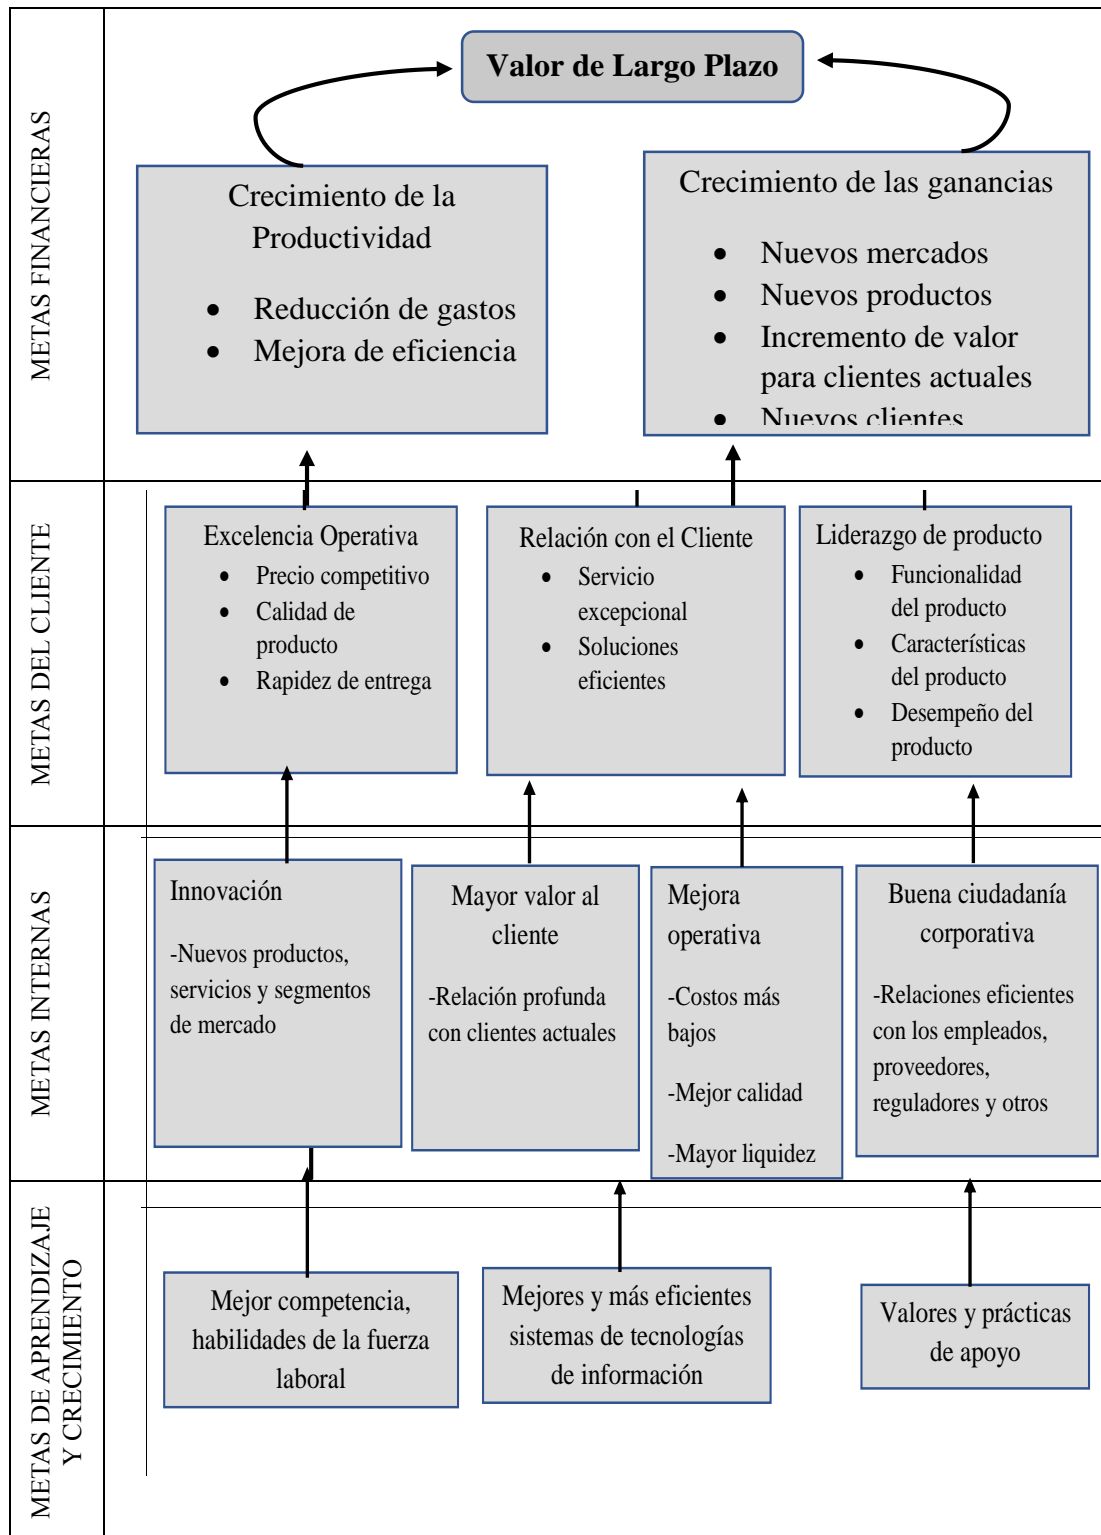 METAS FINANCIERAS
Valor de Largo Plazo
Crecimiento de la
Productividad
• Reducción de gastos
• Mejora de eficiencia
Crecimiento de las ganancias
• Nuevos mercados
• Nuevos productos
• Incremento de valor
para clientes actuales
• Nuevos clientes
METAS DEL CLIENTE
Excelencia Operativa
• Precio competitivo
• Calidad de
producto
• Rapidez de entrega
Relación con el Cliente
• Servicio
excepcional
• Soluciones
eficientes
Liderazgo de producto
• Funcionalidad
del producto
• Característicias
del producto
• Desempeño del
producto
METAS INTERNAS
Innovación
-Nuevos productos,
servicios y segmentos
de mercado
Mayor valor al
cliente
-Relación profunda
con clientes actuales
Mejora
operativa
-Costos más
bajos
-Mejor calidad
-Mayor liquidez
Buena ciudadanía
corporativa
-Relaciones eficientes
con los empleados,
proveedores,
reguladores y otros
METAS DE APRENDIZAJE
Y CRECIMIENTO
Mejor competencia,
habilidades de la fuerza
laboral
Mejores y más eficientes
sistemas de tecnologías
de información
Valores y prácticas
de apoyo